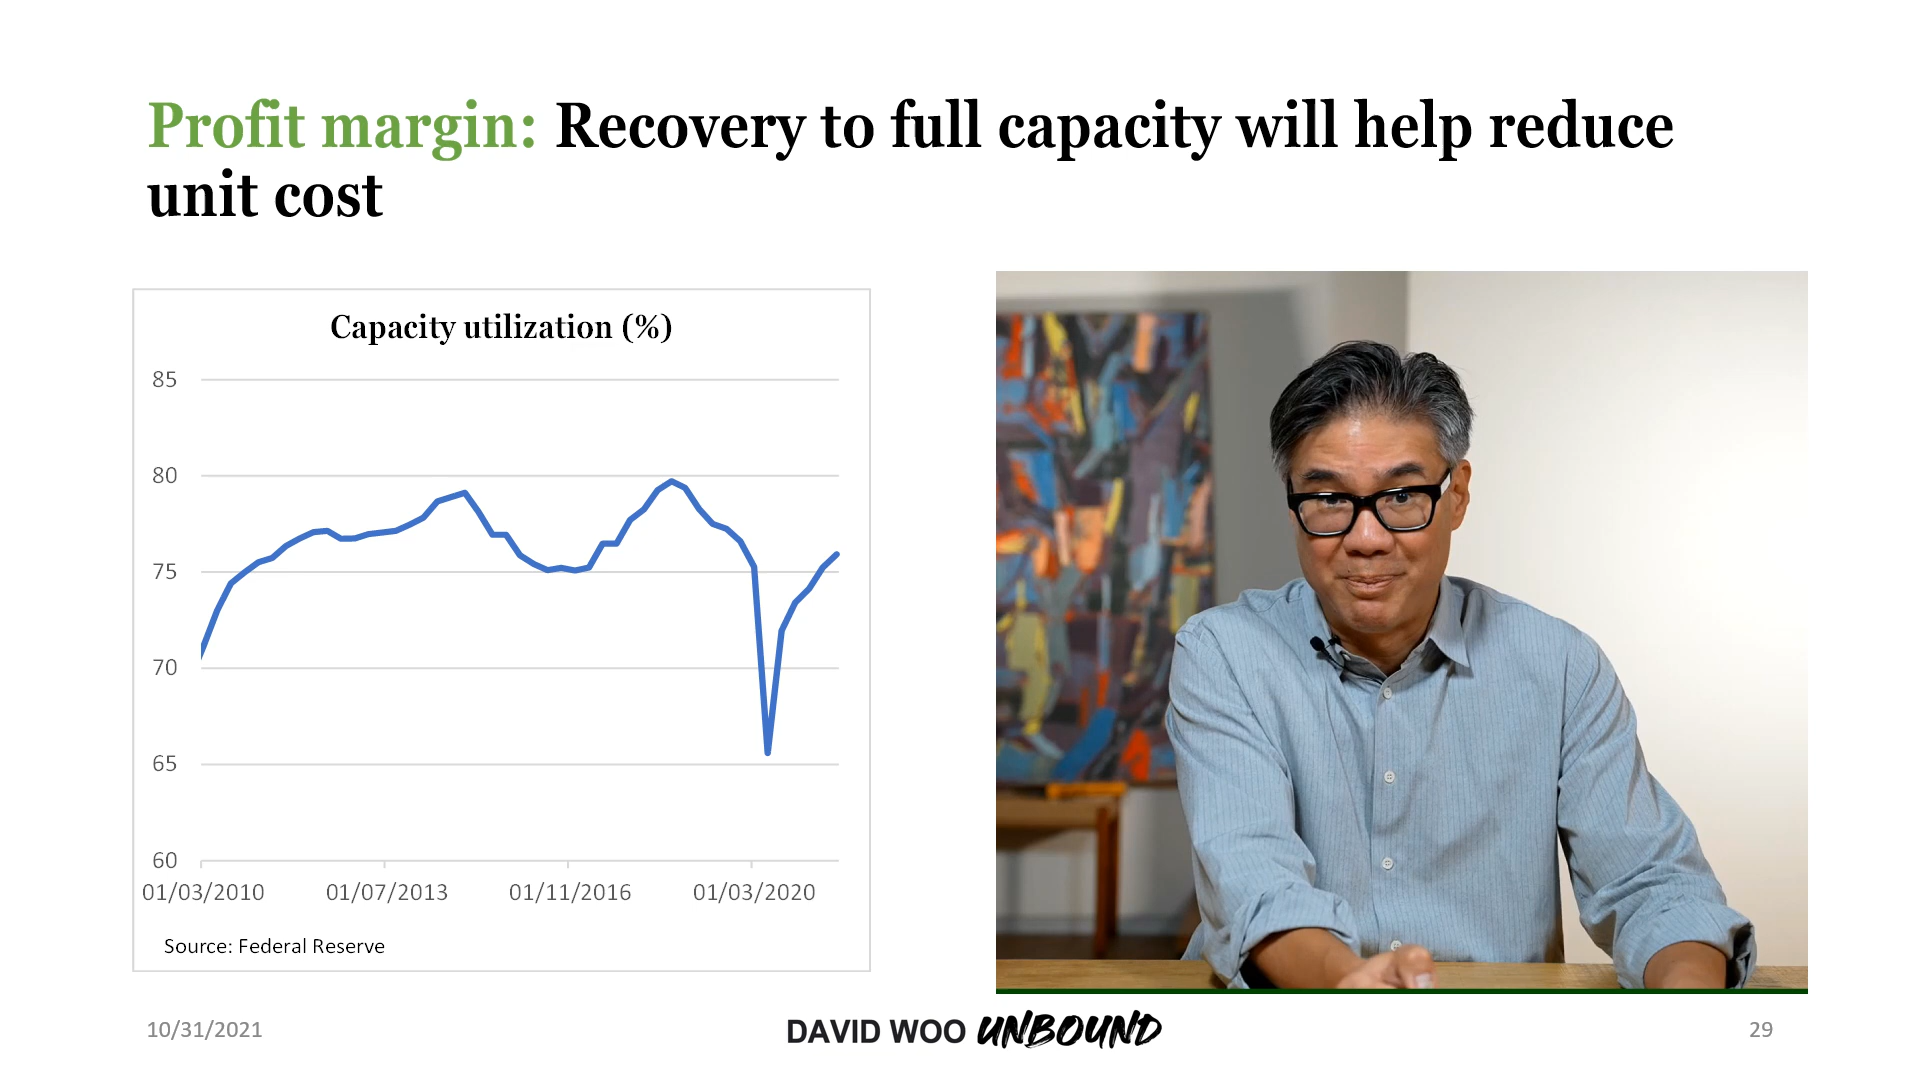 Profit margin: Recovery to full capacity will help reduce
unit cost
Capacity utilization (%)
85
80
75
70
65
60
01/03/2010 01/07/2013 01/11/2016 01/03/2020
Source: Federal Reserve
10/31/2021
DAVID WOO UNBOUND
29